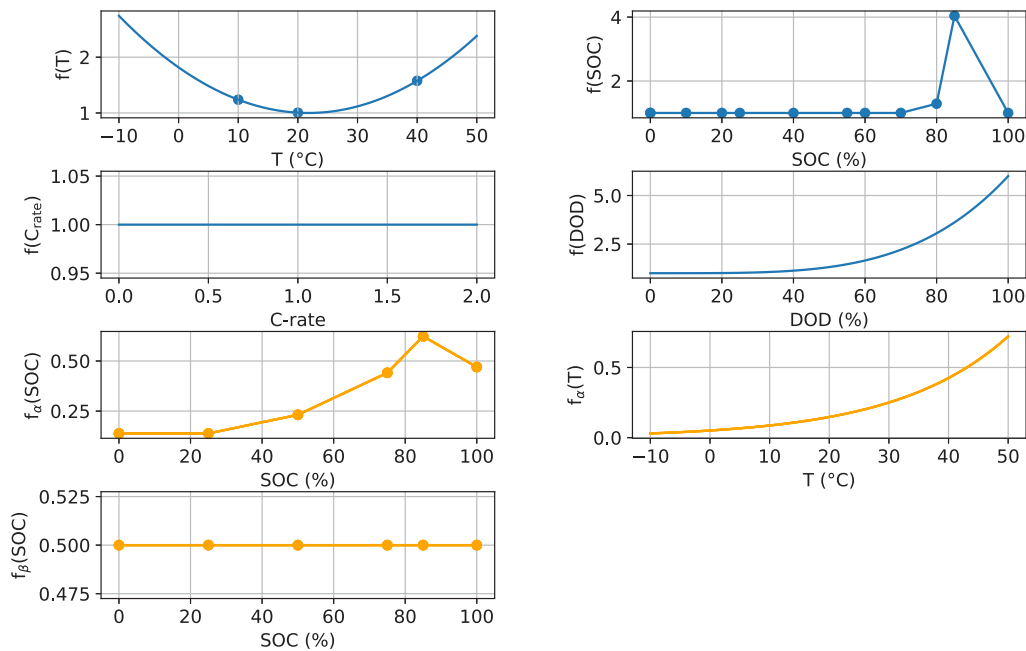 f(T)
2
1
−10 0 10 20 30 40 50
T (°C)
f(SOC)
4
2
0 20 40 60 80 100
SOC (%)
f(C_rate)
1.05
1.00
0.95
0.0 0.5 1.0 1.5 2.0
C-rate
f(DOD)
5.0
2.5
0 20 40 60 80 100
DOD (%)
f_α(SOC)
0.50
0.25
0 20 40 60 80 100
SOC (%)
f_α(T)
0.5
0.0
−10 0 10 20 30 40 50
T (°C)
f_β(SOC)
0.525
0.500
0.475
0 20 40 60 80 100
SOC (%)